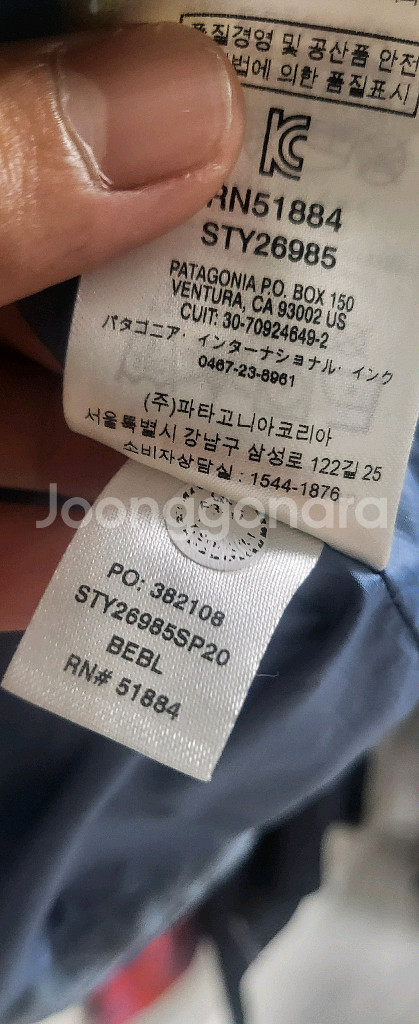 품질경영 및 공산품 안전
법에 의한 품질표시
RN51884
STY26985
PATAGONIA P.O. BOX 150
VENTURA, CA 93002 US
CUIT: 30-70924649-2
パタゴニア・インターナショナル・インク
0467-23-8961
(주)파타고니아코리아
서울특별시 강남구 삼성로 122길 25
소비자상담실 : 1544-1876
Joonggonara
PO: 382108
STY26985SP20
BEBL
RN# 51884